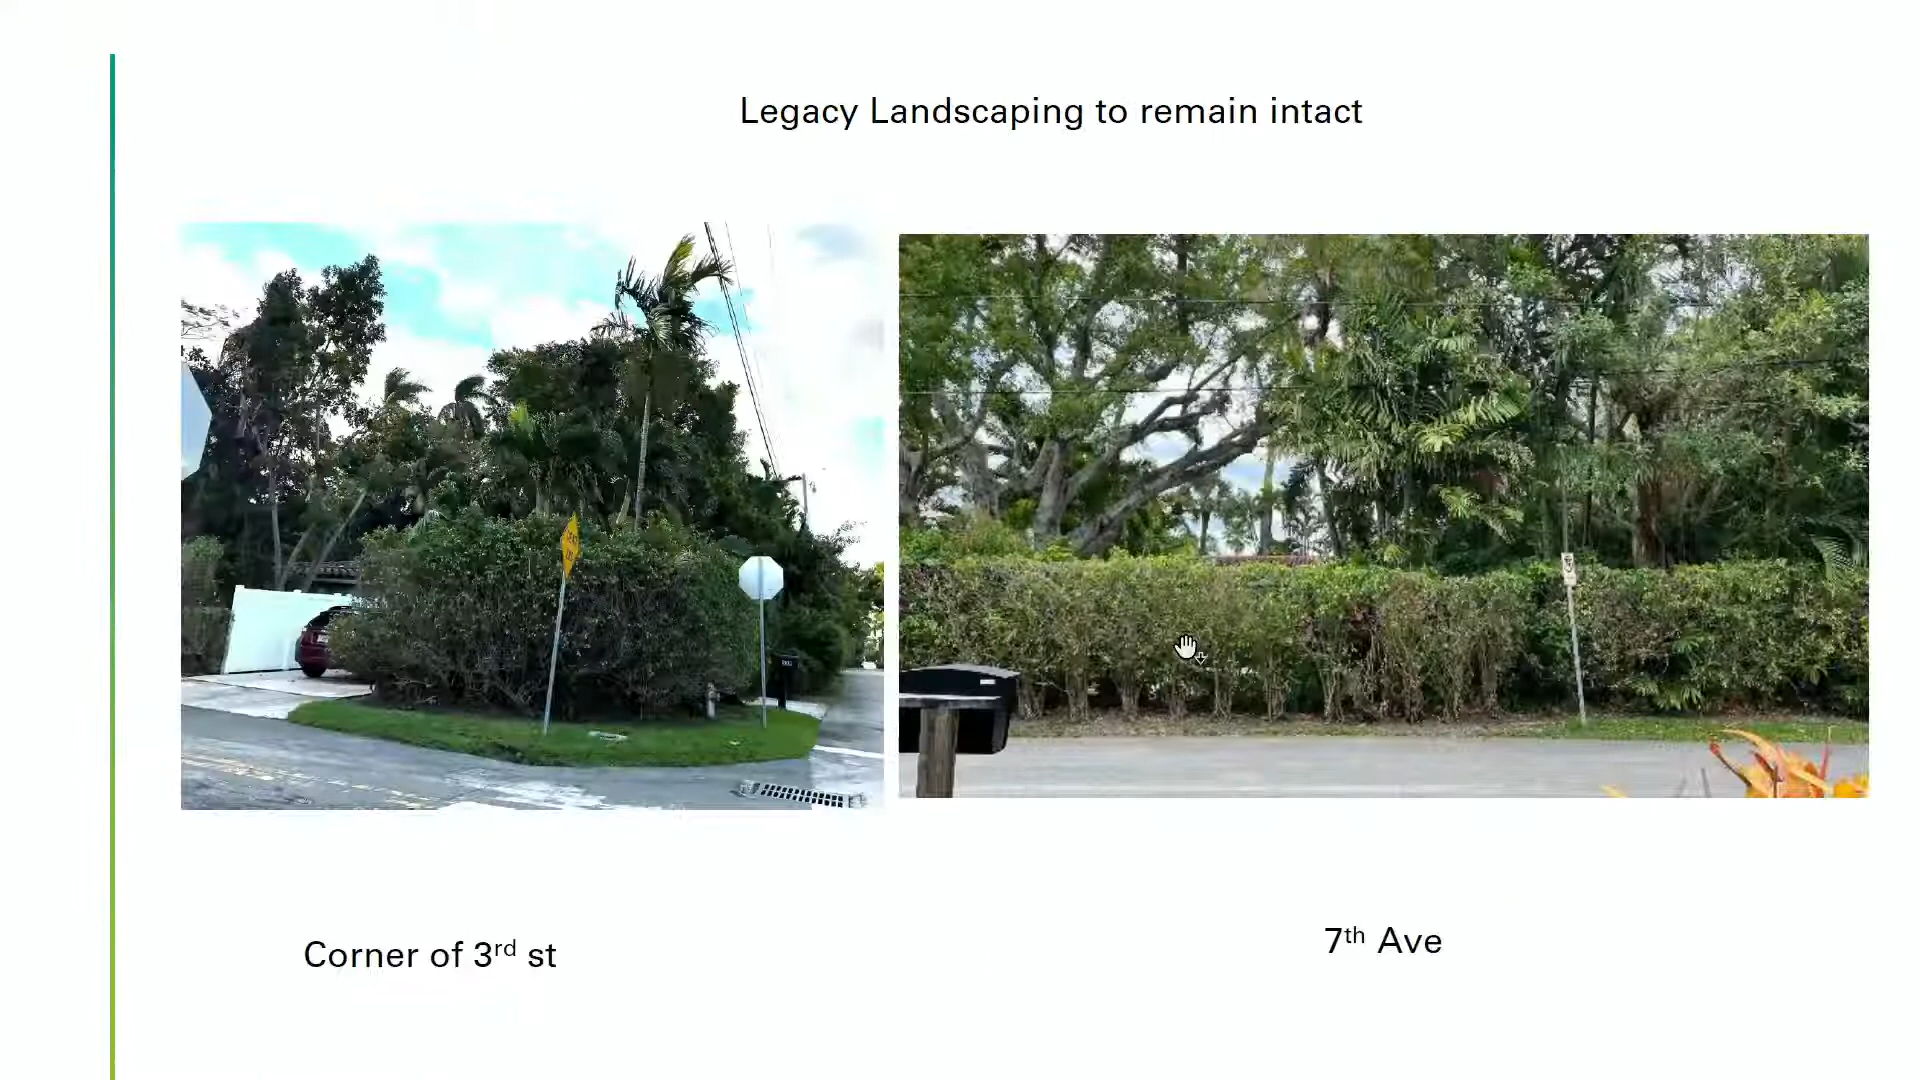 Legacy Landscaping to remain intact
Corner of 3rd st
7th Ave